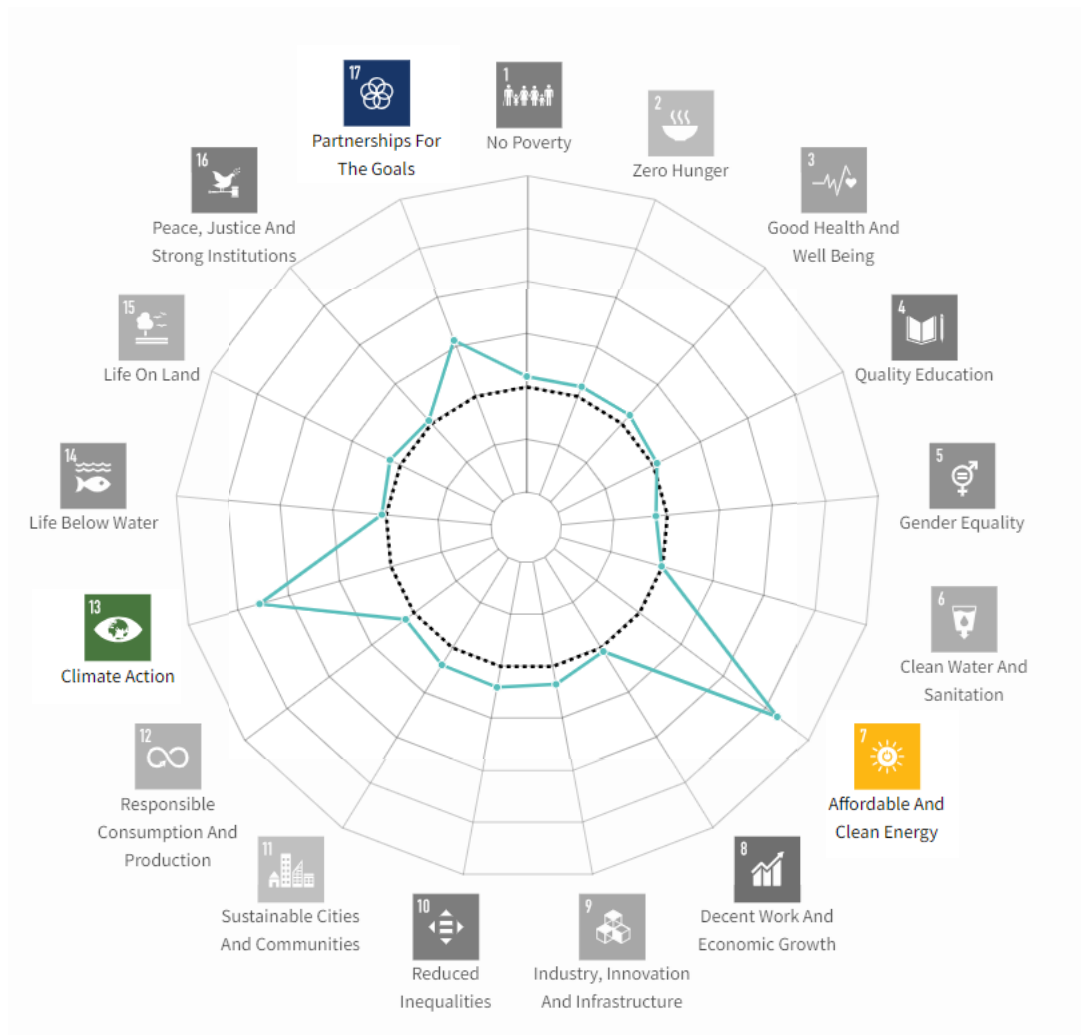 1
No Poverty
2
Zero Hunger
3
Good Health And
Well Being
4
Quality Education
5
Gender Equality
6
Clean Water And
Sanitation
7
Affordable And
Clean Energy
8
Decent Work And
Economic Growth
9
Industry, Innovation
And Infrastructure
10
Reduced
Inequalities
11
Sustainable Cities
And Communities
12
Responsible
Consumption And
Production
13
Climate Action
14
Life Below Water
15
Life On Land
16
Peace, Justice And
Strong Institutions
17
Partnerships For
The Goals